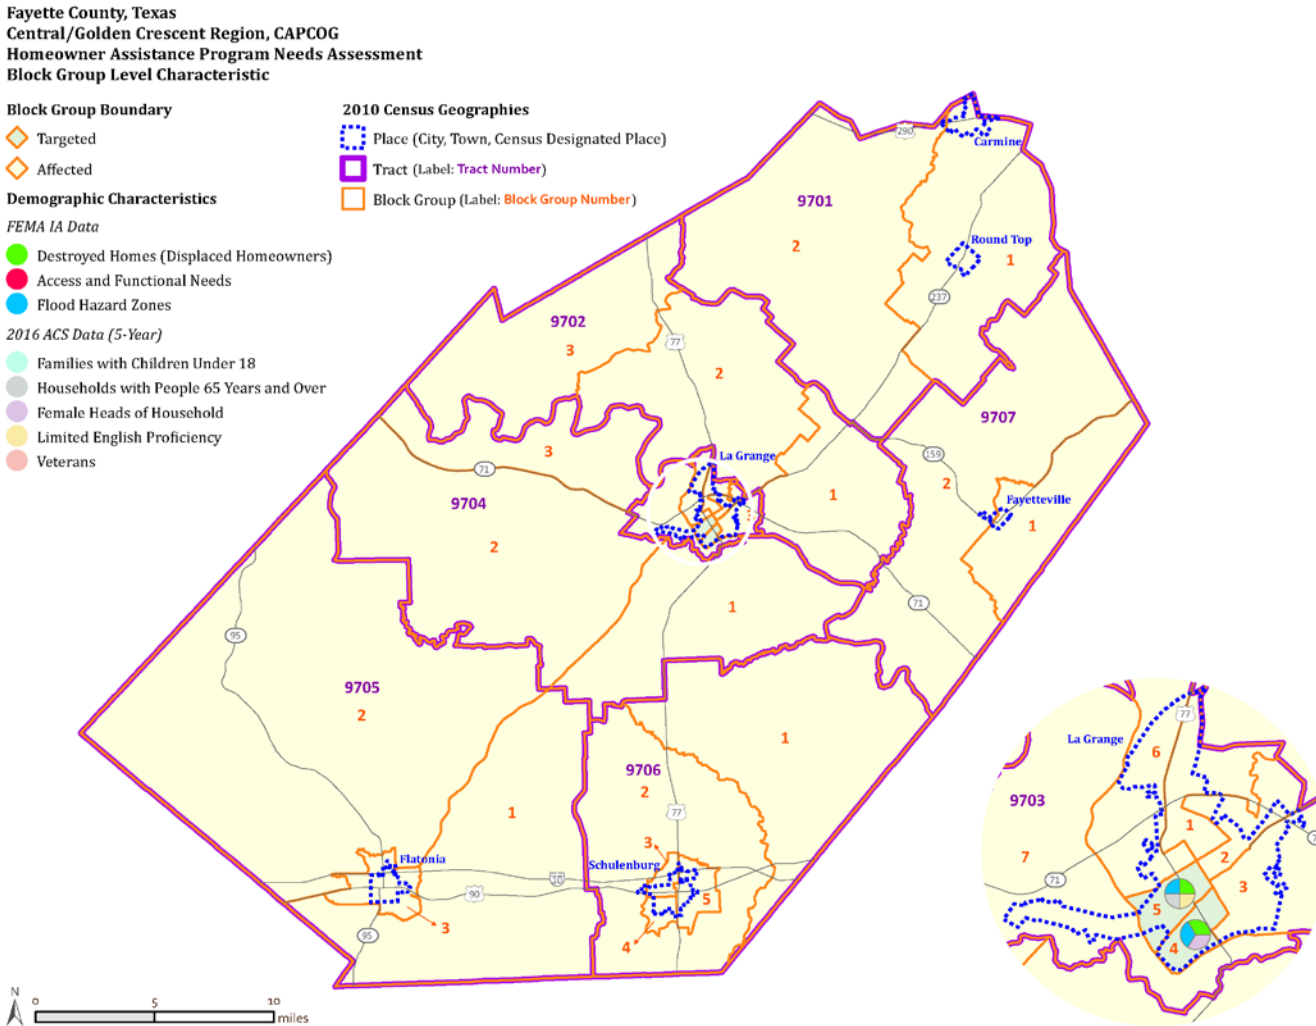 Fayette County, Texas
Central/Golden Crescent Region, CAPCOG
Homeowner Assistance Program Needs Assessment
Block Group Level Characteristic
Block Group Boundary
Targeted
Affected
Demographic Characteristics
FEMA IA Data
Destroyed Homes (Displaced Homeowners)
Access and Functional Needs
Flood Hazard Zones
2016 ACS Data (5-Year)
Families with Children Under 18
Households with People 65 Years and Over
Female Heads of Household
Limited English Proficiency
Veterans
2010 Census Geographies
Place (City, Town, Census Designated Place)
Tract (Label: Tract Number)
Block Group (Label: Block Group Number)
290
Carmine
9701
2
Round Top
1
237
9702
3
77
2
9707
3
71
La Grange
159
2
9704
1
Fayetteville
1
2
71
1
95
9705
2
1
9706
2
1
77
3
Flatonia
Schulenburg
10
90
5
3
95
4
77
La Grange
6
9703
1
7
2
71
3
5
4
N
0
5
10
miles